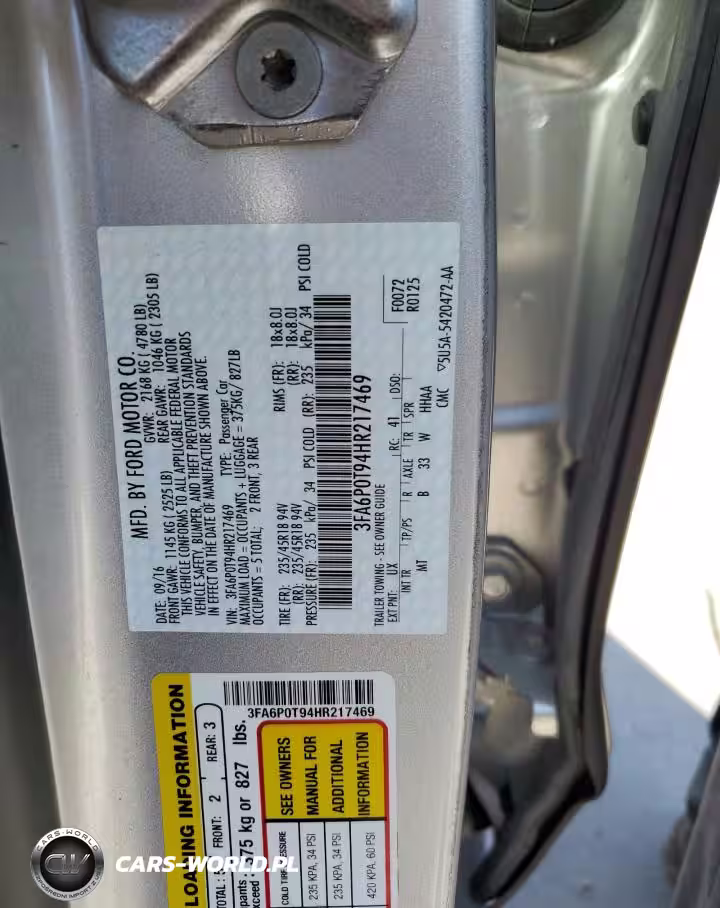 MFD. BY FORD MOTOR CO.
DATE: 09/16 GVWR: 2168 KG ( 4780 LB)
FRONT GAWR: 1145 KG (2525 LB) REAR GAWR: 1046 KG ( 2305 LB)
THIS VEHICLE CONFORMS TO ALL APPLICABLE FEDERAL MOTOR
VEHICLE SAFETY, BUMPER, AND THEFT PREVENTION STANDARDS
IN EFFECT ON THE DATE OF MANUFACTURE SHOWN ABOVE.
VIN: 3FA6P0T94HR217469 TYPE: Passenger Car
MAXIMUM LOAD = OCCUPANTS + LUGGAGE = 375KG/ 827LB
OCCUPANTS = 5 TOTAL: 2 FRONT, 3 REAR
TIRE (FR): 235/45R18 94V RIMS (FR): 18x8.0J
(RR): 235/45R18 94V (RR): 18x8.0J
PRESSURE (FR): 235 kPa/ 34 PSI COLD (RR): 235 kPa/ 34 PSI COLD
3FA6P0T94HR217469
F0072
R0125
TRAILER TOWING - SEE OWNER GUIDE
EXT PNT: UX RC: 41 DSO:
INT TR TP/PS R AXLE TR SPR
MT B 33 W HHAA
CMC ▽5U5A-5420472-AA
LOADING INFORMATION
TOTAL : FRONT: 2 REAR: 3
375 kg or 827 lbs.
3FA6P0T94HR217469
COLD TIRE PRESSURE
235 KPA, 34 PSI
235 KPA, 34 PSI
420 KPA, 60 PSI
SEE OWNERS
MANUAL FOR
ADDITIONAL
INFORMATION
CARS-WORLD
CW
BEZPOŚREDNI IMPORT Z USA
CARS-WORLD.PL